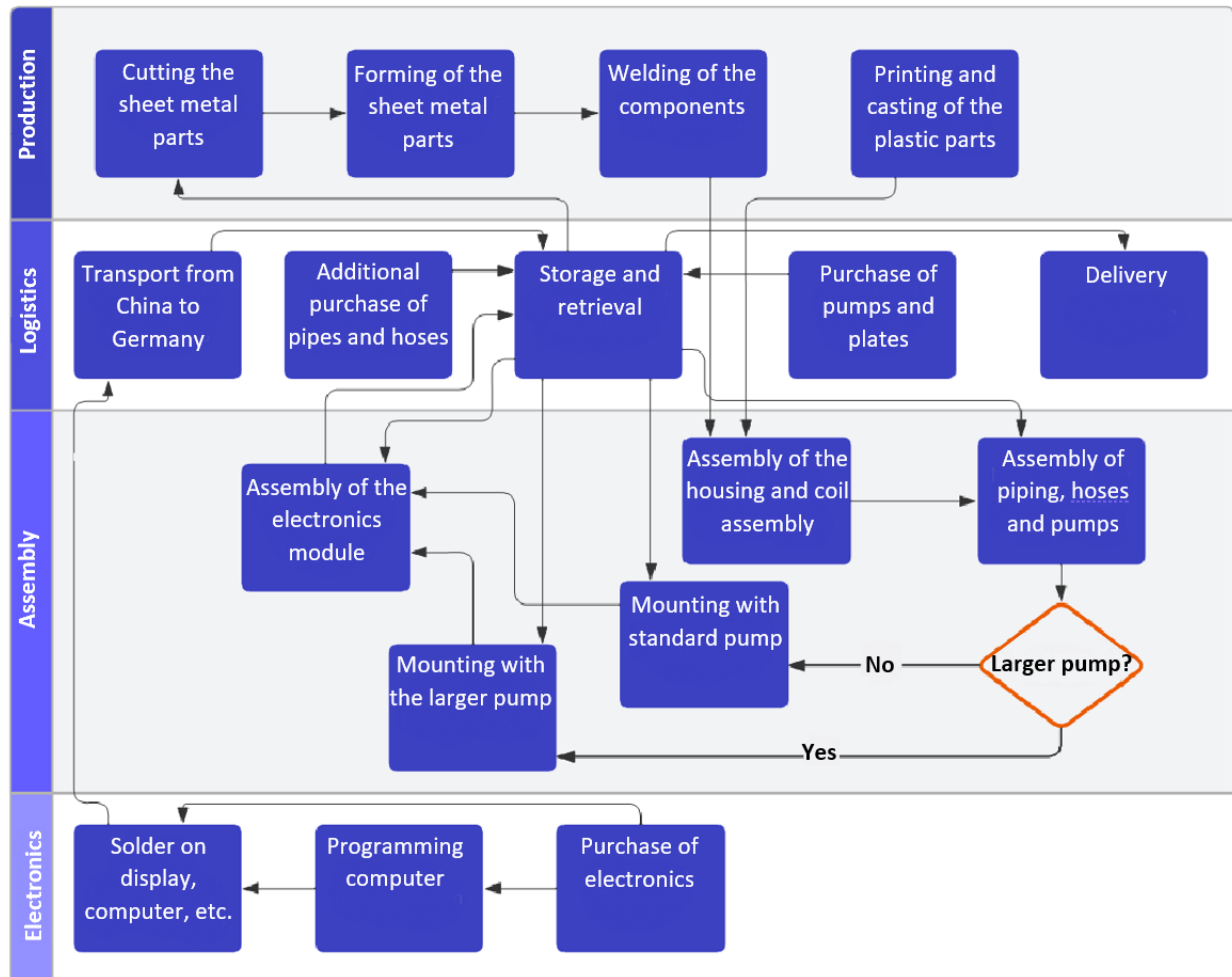 Production
Cutting the
sheet metal
parts
Forming of the
sheet metal
parts
Welding of the
components
Printing and
casting of the
plastic parts
Logistics
Transport from
China to
Germany
Additional
purchase of
pipes and hoses
Storage and
retrieval
Purchase of
pumps and
plates
Delivery
Assembly
Assembly of the
electronics
module
Assembly of the
housing and coil
assembly
Assembly of
piping, hoses
and pumps
Mounting with
standard pump
Mounting with
the larger pump
No
Larger pump?
Yes
Electronics
Solder on
display,
computer, etc.
Programming
computer
Purchase of
electronics